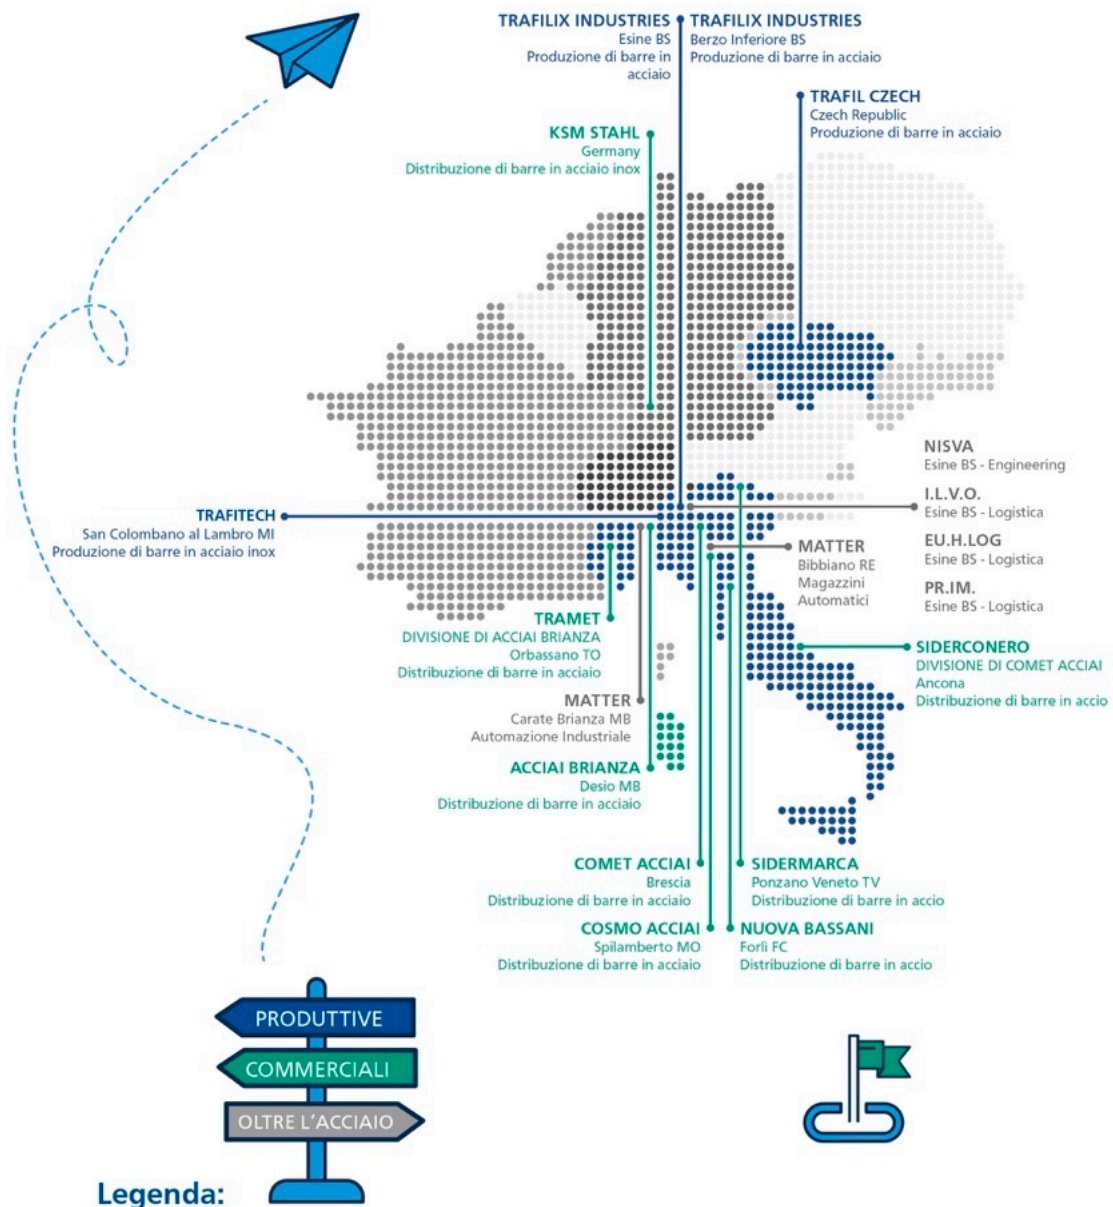 TRAFILIX INDUSTRIES
Esine BS
Produzione di barre in
acciaio
TRAFILIX INDUSTRIES
Berzo Inferiore BS
Produzione di barre in acciaio
TRAFIL CZECH
Czech Republic
Produzione di barre in acciaio
KSM STAHL
Germany
Distribuzione di barre in acciaio inox
NISVA
Esine BS - Engineering
I.L.V.O.
Esine BS - Logistica
EU.H.LOG
Esine BS - Logistica
PR.IM.
Esine BS - Logistica
TRAFITECH
San Colombano al Lambro MI
Produzione di barre in acciaio inox
MATTER
Bibbiano RE
Magazzini
Automatici
TRAMET
DIVISIONE DI ACCIAI BRIANZA
Orbassano TO
Distribuzione di barre in acciaio
SIDERCONERO
DIVISIONE DI COMET ACCIAI
Ancona
Distribuzione di barre in accio
MATTER
Carate Brianza MB
Automazione Industriale
ACCIAI BRIANZA
Desio MB
Distribuzione di barre in acciaio
COMET ACCIAI
Brescia
Distribuzione di barre in acciaio
SIDERMARCA
Ponzano Veneto TV
Distribuzione di barre in accio
COSMO ACCIAI
Spilamberto MO
Distribuzione di barre in acciaio
NUOVA BASSANI
Forlì FC
Distribuzione di barre in accio
PRODUTTIVE
COMMERCIALI
OLTRE L'ACCIAIO
Legenda: